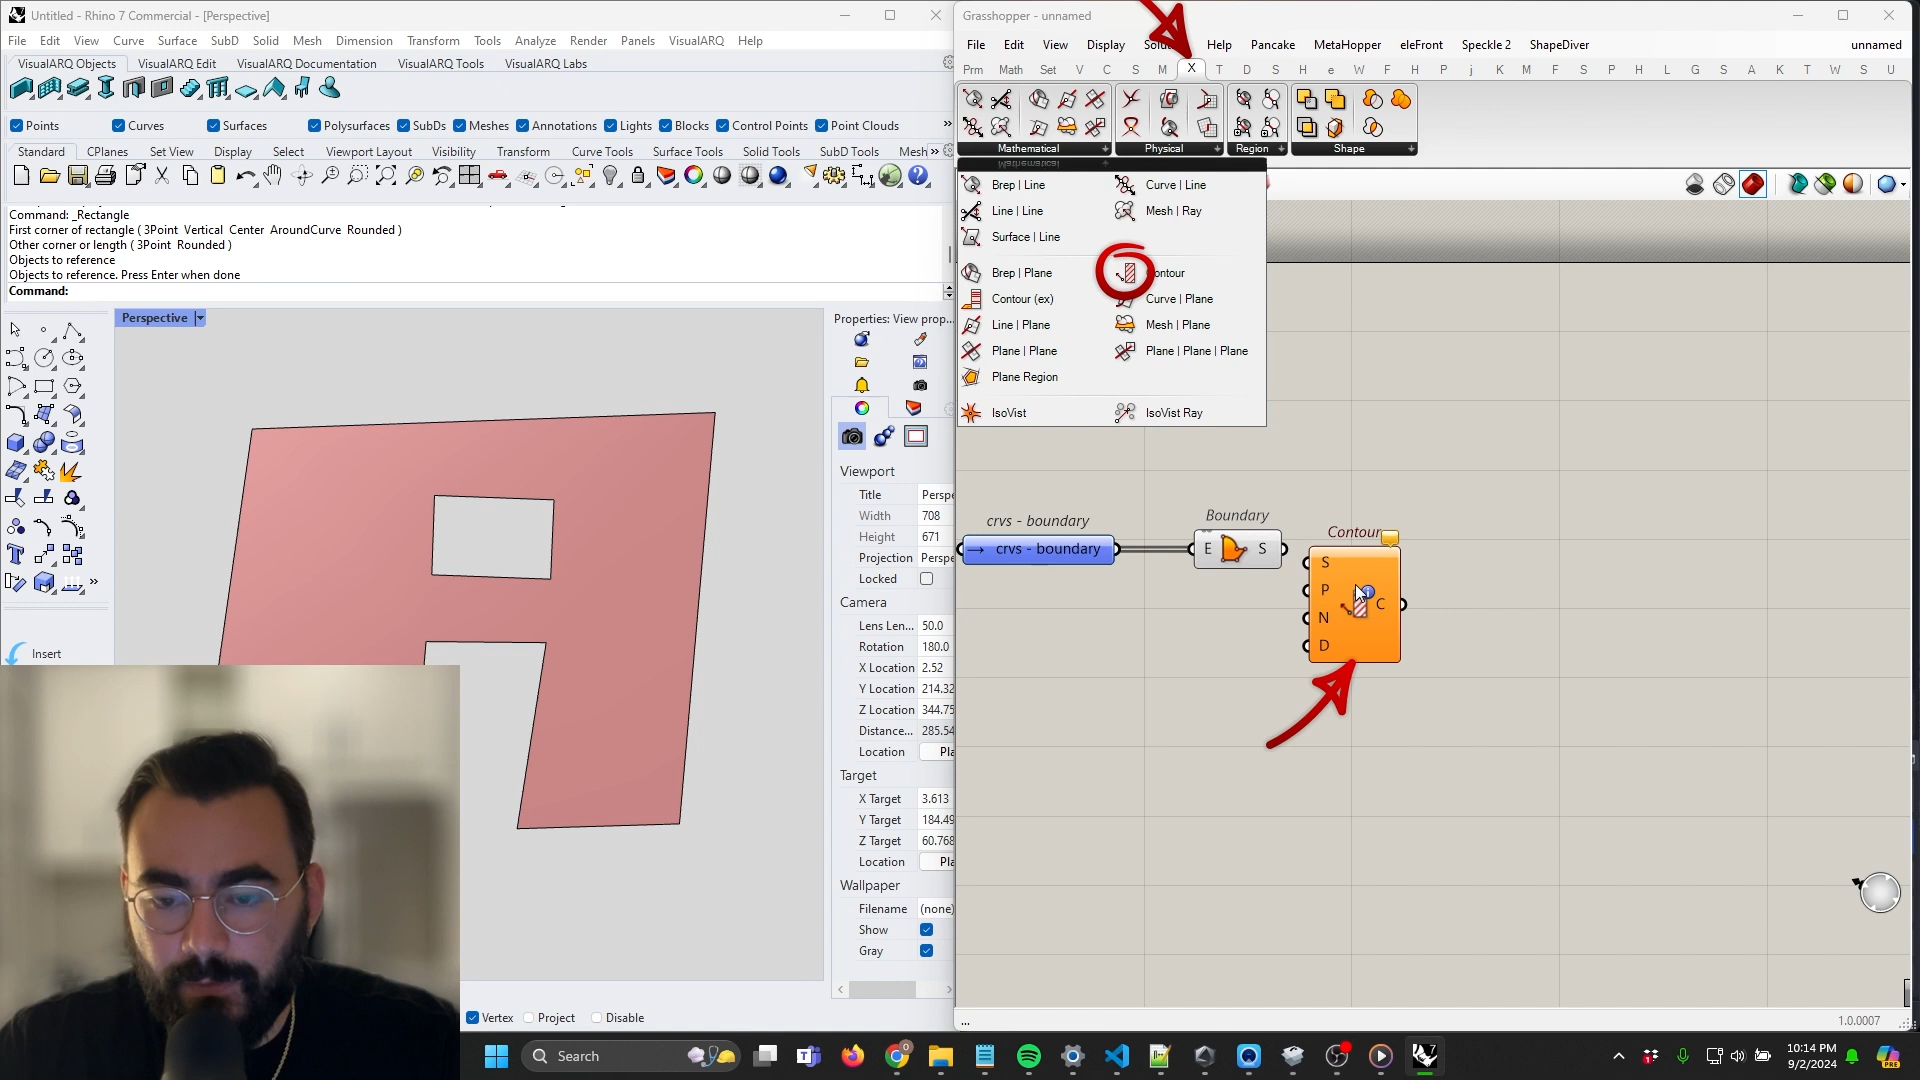 Untitled - Rhino 7 Commercial - [Perspective]
File Edit View Curve Surface SubD Solid Mesh Dimension Transform Tools Analyze Render Panels VisualARQ Help
VisualARQ Objects VisualARQ Edit VisualARQ Documentation VisualARQ Tools VisualARQ Labs
Points Curves Surfaces Polysurfaces SubDs Meshes Annotations Lights Blocks Control Points Point Clouds »
Standard CPlanes Set View Display Select Viewport Layout Visibility Transform Curve Tools Surface Tools Solid Tools SubD Tools Mesh »
Command: _Rectangle
First corner of rectangle ( 3Point Vertical Center AroundCurve Rounded )
Other corner or length ( 3Point Rounded )
Objects to reference
Objects to reference. Press Enter when done
Command:
Perspective
Insert
Properties: View prop...
Viewport
Title Perspe
Width 708
Height 671
Projection Perspe
Locked
Camera
Lens Len... 50.0
Rotation 180.0
X Location 2.52
Y Location 214.32
Z Location 344.75
Distance... 285.54
Location Pla
Target
X Target 3.613
Y Target 184.49
Z Target 60.768
Location Pla
Wallpaper
Filename (none)
Show
Gray
Vertex Project Disable
Grasshopper - unnamed
File Edit View Display Help Pancake MetaHopper eleFront Speckle 2 ShapeDiver unnamed
Prm Math Set V C S M X T D S H e W F H P j K M F S P H L S A K T W S U
Mathematical Physical Region Shape
Mathematical
Brep | Line Curve | Line
Line | Line Mesh | Ray
Surface | Line
Brep | Plane Contour
Contour (ex) Curve | Plane
Line | Plane Mesh | Plane
Plane | Plane Plane | Plane | Plane
Plane Region
IsoVist IsoVist Ray
crvs - boundary
crvs - boundary
Boundary
E S
Contour
S
P
N
D
C
...
1.0.0007
Search
10:14 PM
9/2/2024